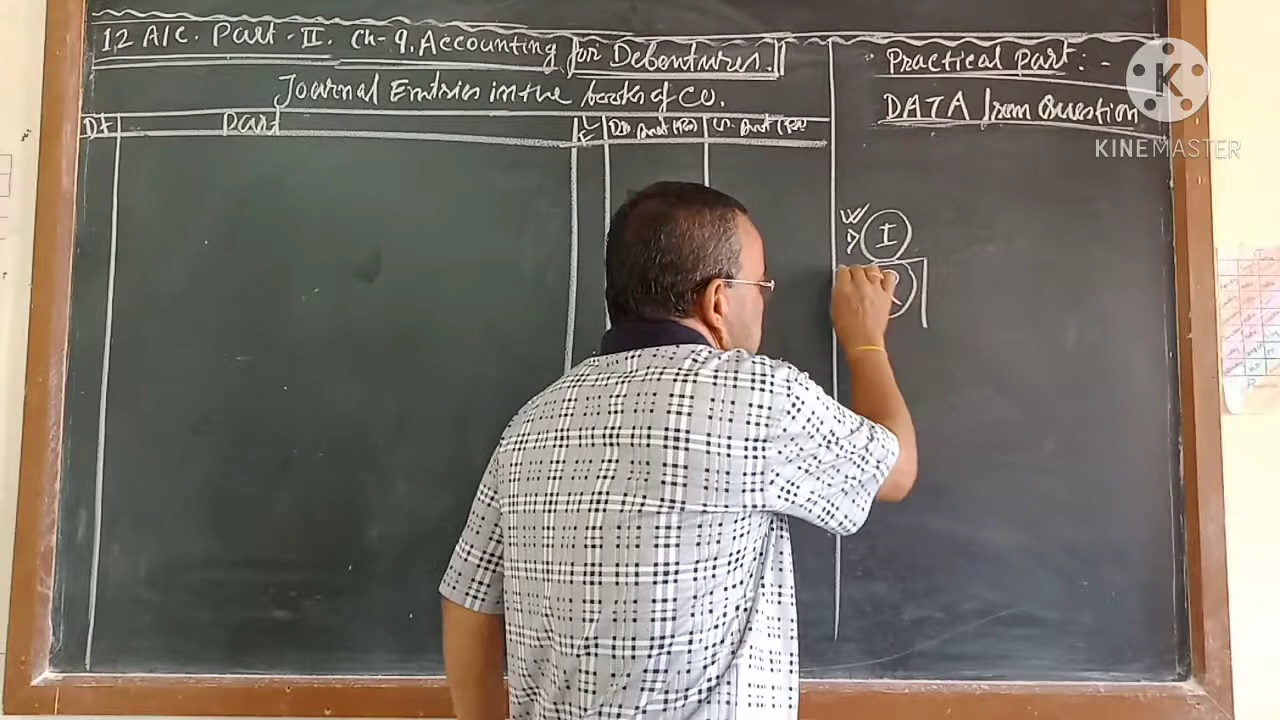 12 A/C. Part - II. Ch - 9. Accounting for Debentures.
Journal Entries in the books of Co.
Dt Part L F Dr. Amt (Rs) Cr. Amt (Rs)
Practical Part : -
DATA from Question
K
KINEMASTER
W
I
R